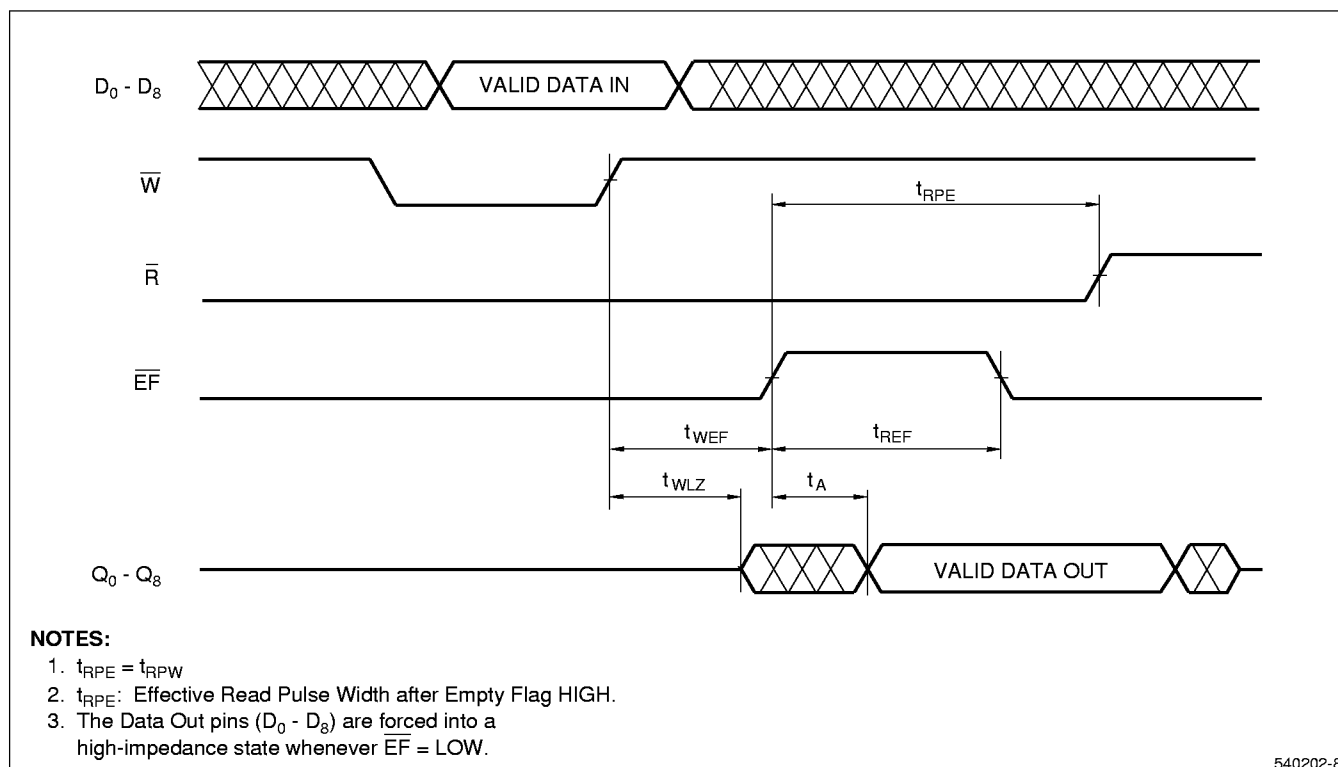 D0 - D8
VALID DATA IN
W̅
tRPE
R̅
E̅F̅
tWEF
tREF
tWLZ
tA
Q0 - Q8
VALID DATA OUT
NOTES:
1. tRPE = tRPW
2. tRPE: Effective Read Pulse Width after Empty Flag HIGH.
3. The Data Out pins (D0 - D8) are forced into a
high-impedance state whenever E̅F̅ = LOW.
540202-8